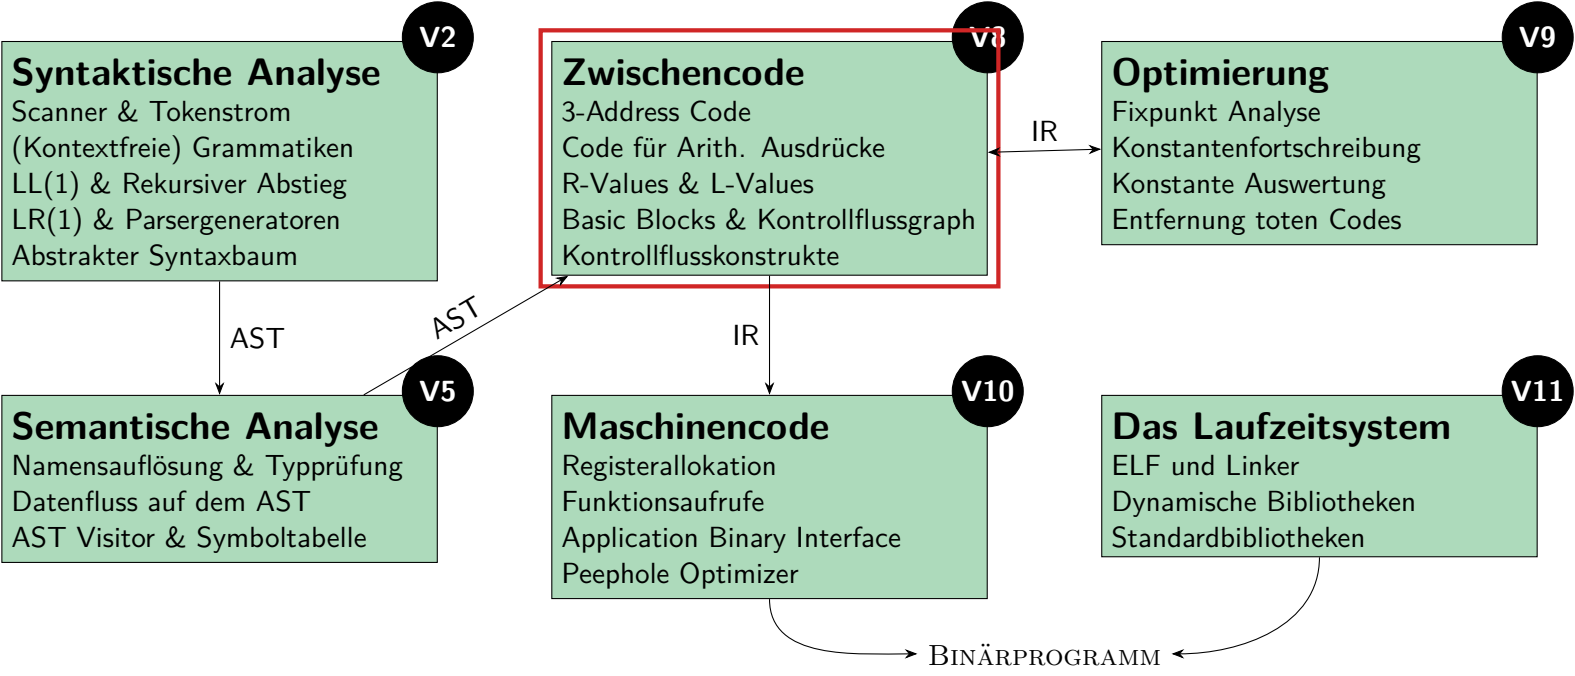 V2
Syntaktische Analyse
Scanner & Tokenstrom
(Kontextfreie) Grammatiken
LL(1) & Rekursiver Abstieg
LR(1) & Parsergeneratoren
Abstrakter Syntaxbaum
AST
V5
Semantische Analyse
Namensauflösung & Typprüfung
Datenfluss auf dem AST
AST Visitor & Symboltabelle
AST
V8
Zwischencode
3-Address Code
Code für Arith. Ausdrücke
R-Values & L-Values
Basic Blocks & Kontrollflussgraph
Kontrollflusskonstrukte
IR
V9
Optimierung
Fixpunkt Analyse
Konstantenfortschreibung
Konstante Auswertung
Entfernung toten Codes
IR
V10
Maschinencode
Registerallokation
Funktionsaufrufe
Application Binary Interface
Peephole Optimizer
V11
Das Laufzeitsystem
ELF und Linker
Dynamische Bibliotheken
Standardbibliotheken
BINÄRPROGRAMM